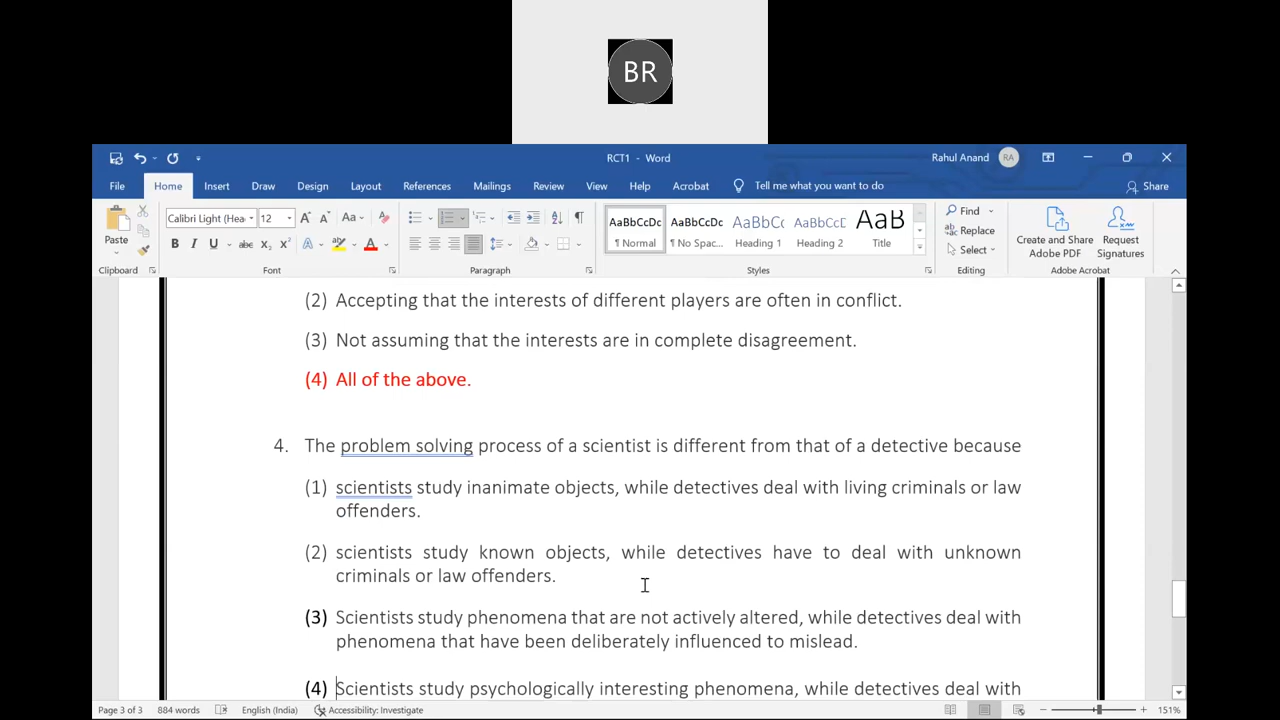 BR
RCT1 - Word
Rahul Anand RA
File Home Insert Draw Design Layout References Mailings Review View Help Acrobat Tell me what you want to do Share
Paste
Calibri Light (Hea 12 A A Aa A
B I U abc x₂ x² A A
AaBbCcDc AaBbCcDc AaBbCc AaBbCcE AaB
¶ Normal ¶ No Spac... Heading 1 Heading 2 Title
Find
Replace
Select
Create and Share Adobe PDF
Request Signatures
Clipboard Font Paragraph Styles Editing Adobe Acrobat
(2) Accepting that the interests of different players are often in conflict.
(3) Not assuming that the interests are in complete disagreement.
(4) All of the above.
4. The problem solving process of a scientist is different from that of a detective because
(1) scientists study inanimate objects, while detectives deal with living criminals or law
offenders.
(2) scientists study known objects, while detectives have to deal with unknown
criminals or law offenders.
(3) Scientists study phenomena that are not actively altered, while detectives deal with
phenomena that have been deliberately influenced to mislead.
(4) Scientists study psychologically interesting phenomena, while detectives deal with
Page 3 of 3 884 words English (India) Accessibility: Investigate 151%